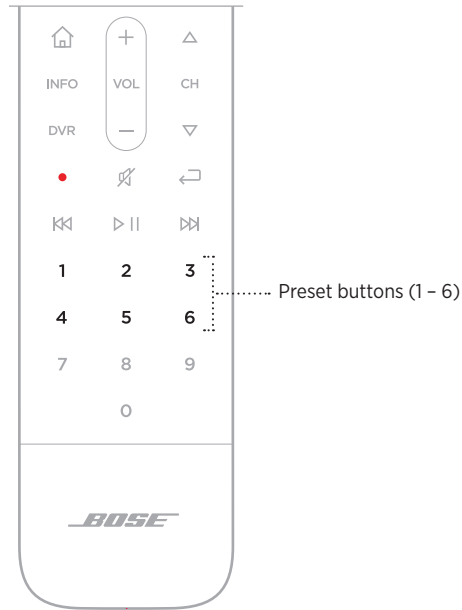 INFO VOL CH
DVR
1 2 3
Preset buttons (1 – 6)
4 5 6
7 8 9
0
BOSE